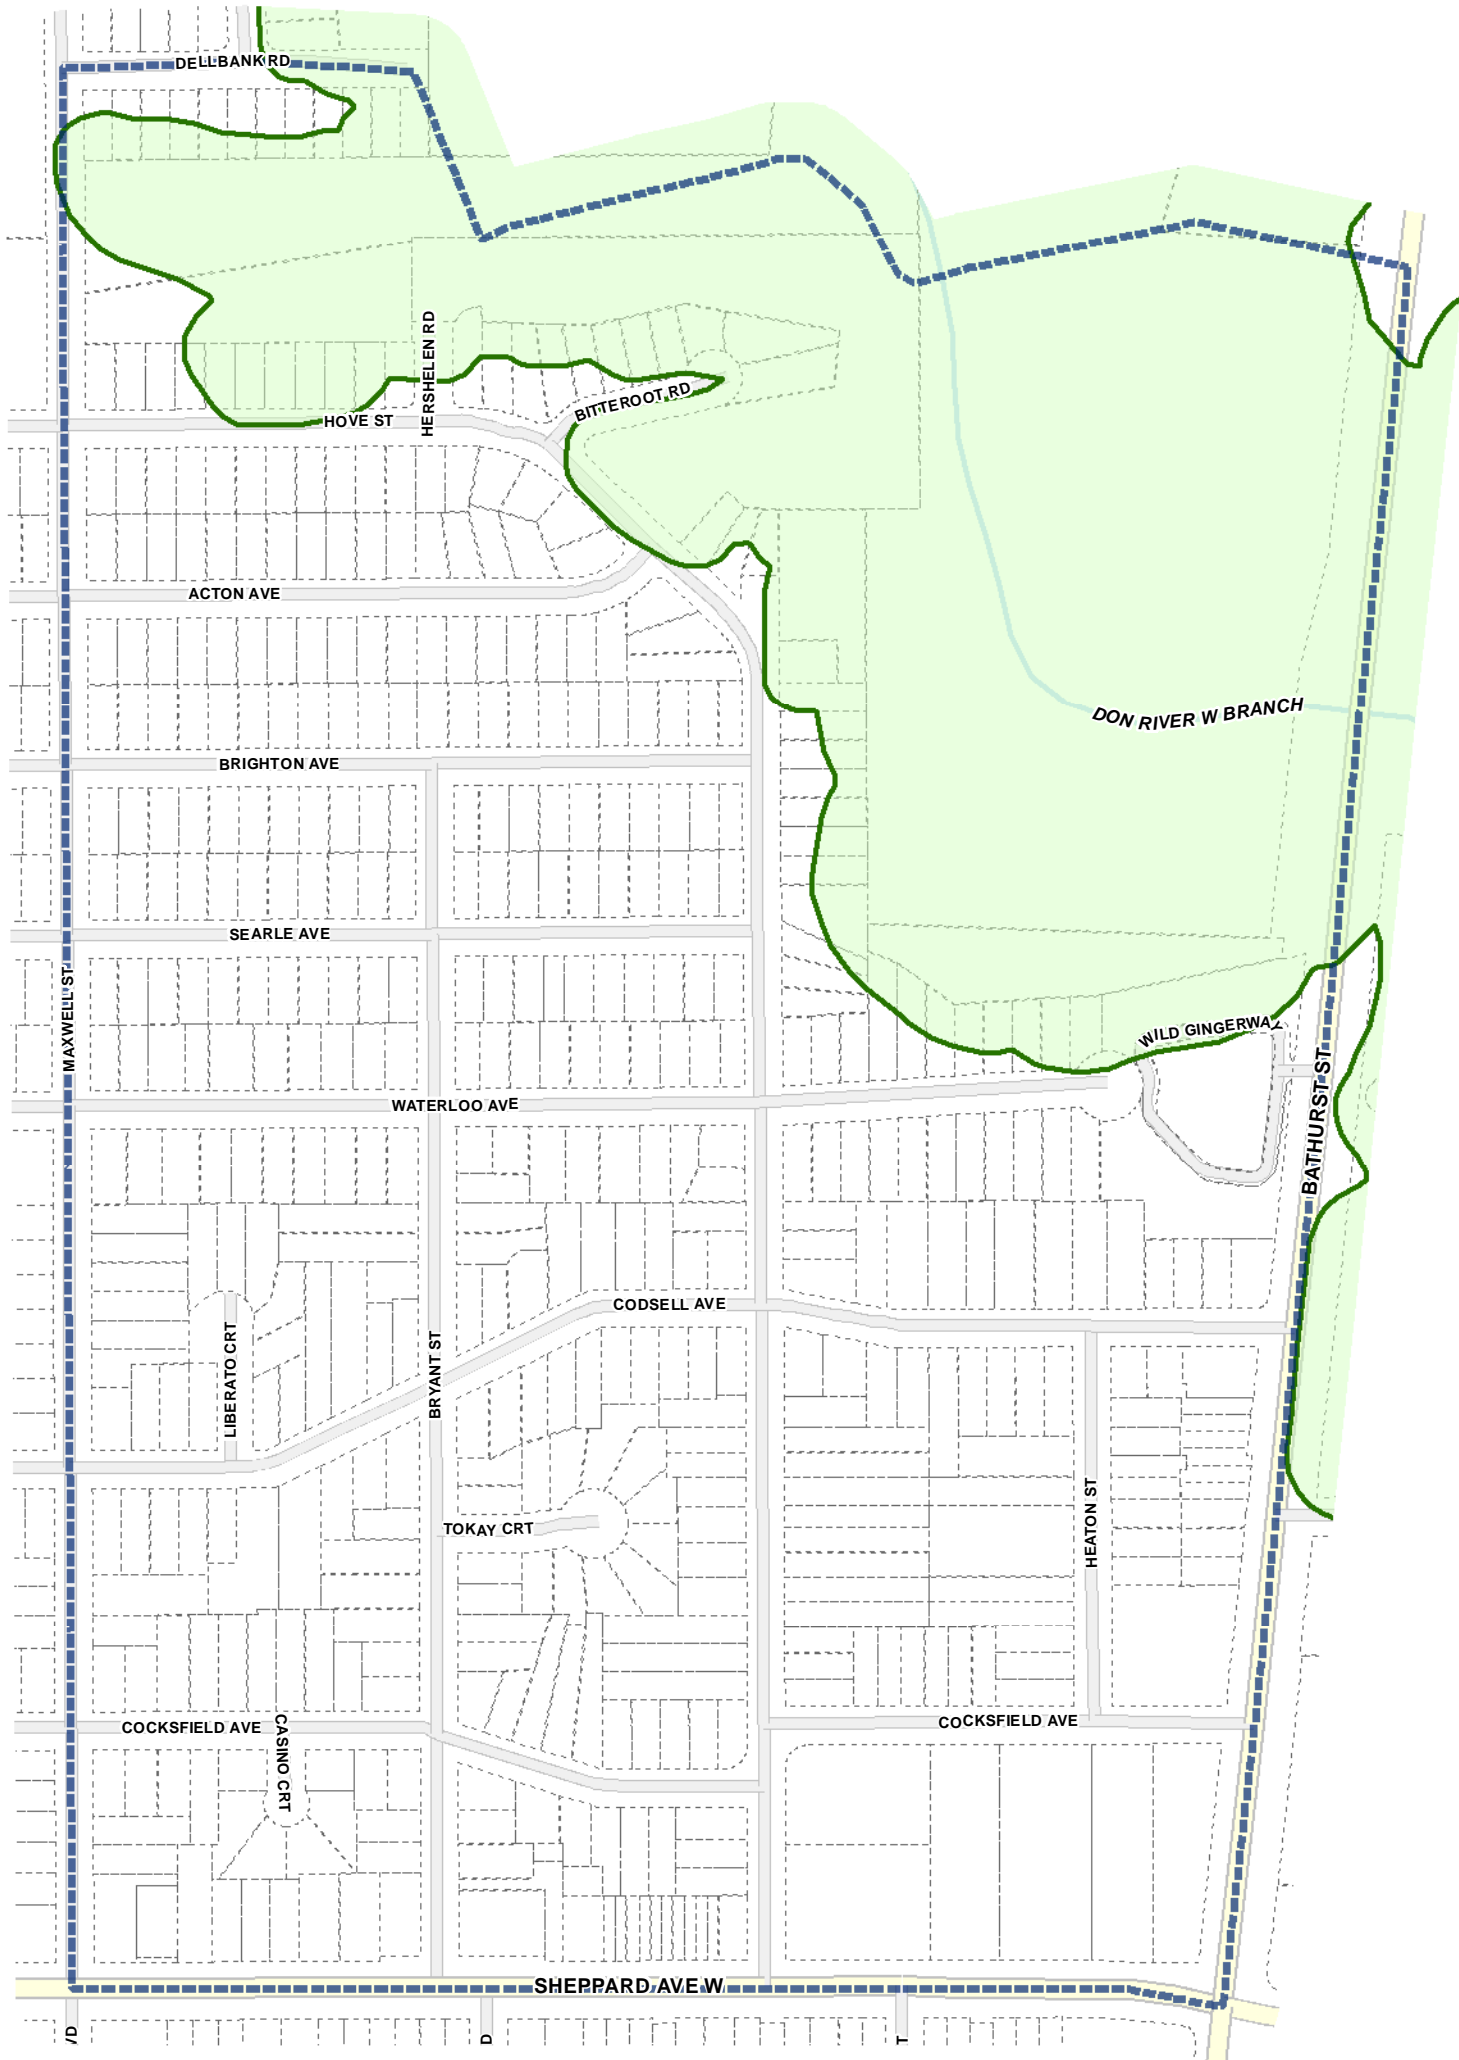 DELLBANK RD
HERSHELEN RD
BITTEROOT RD
HOVE ST
ACTON AVE
DON RIVER W BRANCH
BRIGHTON AVE
SEARLE AVE
MAXWELL ST
WILD GINGERWAY
BATHURST ST
WATERLOO AVE
CODSELL AVE
LIBERATO CRT
BRYANT ST
HEATON ST
TOKAY CRT
COCKSFIELD AVE
CASINO CRT
COCKSFIELD AVE
SHEPPARD AVE W
D
T